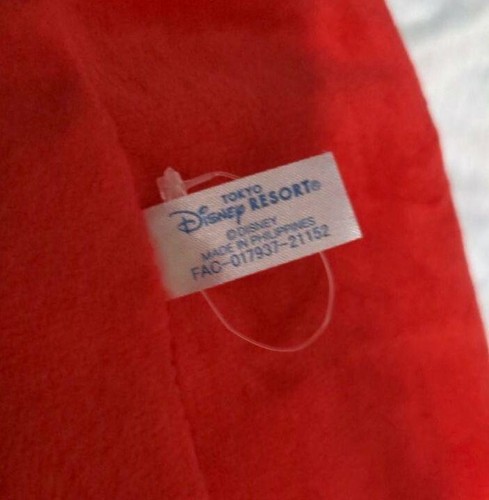 TOKYO
Disney RESORT®
©DISNEY
MADE IN PHILIPPINES
FAC-017937-21152